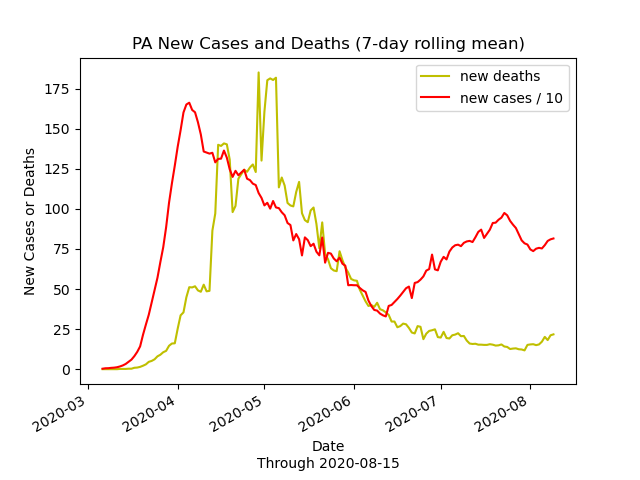 PA New Cases and Deaths (7-day rolling mean)
new deaths
new cases / 10
175
150
125
100
75
50
25
0
New Cases or Deaths
2020-03
2020-04
2020-05
2020-06
2020-07
2020-08
Date
Through 2020-08-15